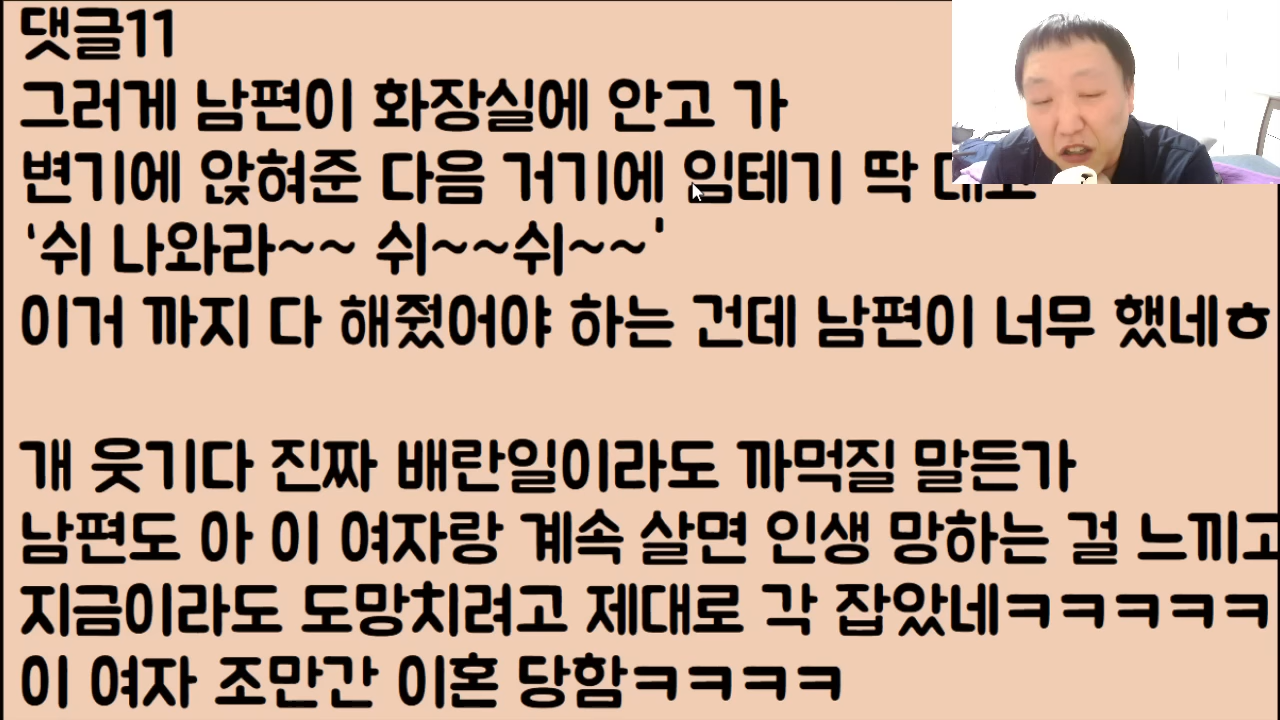 댓글11
그러게 남편이 화장실에 안고 가
변기에 앉혀준 다음 거기에 임테기 딱 대고
‘쉬 나와라~~ 쉬~~쉬~~’
이거 까지 다 해줬어야 하는 건데 남편이 너무 했네ㅎ
개 웃기다 진짜 배란일이라도 까먹질 말든가
남편도 아 이 여자랑 계속 살면 인생 망하는 걸 느끼고
지금이라도 도망치려고 제대로 각 잡았네ㅋㅋㅋㅋㅋ
이 여자 조만간 이혼 당함ㅋㅋㅋㅋ